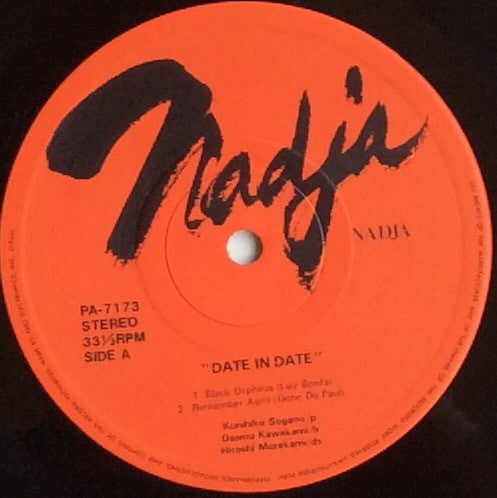 Nadja
NADJA
PA-7173
STEREO
33⅓RPM
SIDE A
"DATE IN DATE"
1. Black Orpheus (Luiz Bonfa)
2. Remember April (Gene De Paul)
Kunihiko Sugano/p
Osamu Kawakami/b
Hiroshi Murakami/ds